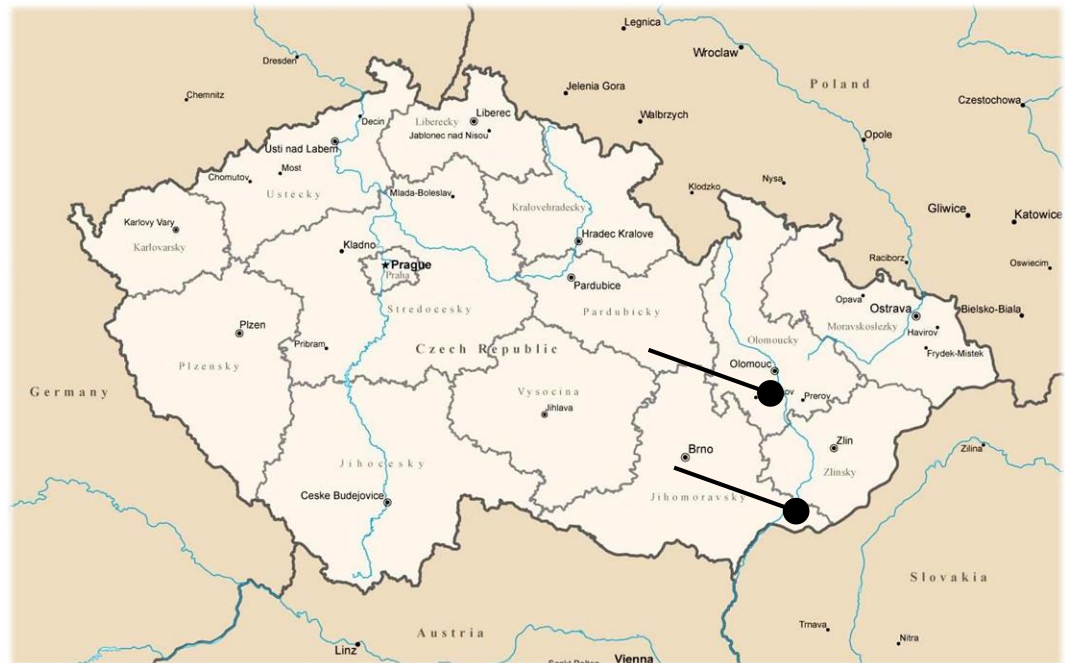 Legnica
Wroclaw
Dresden
Poland
Chemnitz
Jelenia Gora
Czestochowa
Liberec
Walbrzych
Decin
Liberecky
Jablonec nad Nisou
Opole
Usti nad Labem
Most
Chomutov
Ustecky
Mlada-Boleslav
Klodzko
Nysa
Kralovehradecky
Gliwice
Katowice
Karlovy Vary
Karlovarsky
Hradec Kralove
Kladno
Prague
Praha
Raciborz
Oswiecim
Pardubice
Opava
Stredocesky
Pardubicky
Ostrava
Bielsko-Biala
Plzen
Moravskoslezky
Havirov
Olomoucky
Pribram
Czech Republic
Frydek-Mistek
Plzensky
Olomouc
Germany
Vysocina
Prerov
Jihlava
Zlin
Brno
Zilina
Jihocesky
Zlinsky
Ceske Budejovice
Jihomoravsky
Slovakia
Trnava
Austria
Nitra
Linz
Vienna